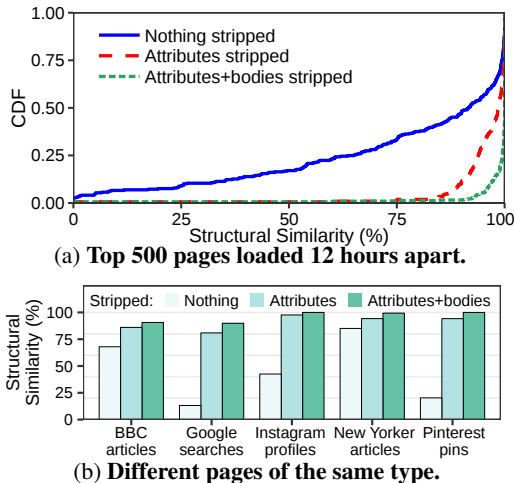 1.00
0.75
0.50
0.25
0.00
CDF
Nothing stripped
Attributes stripped
Attributes+bodies stripped
0 25 50 75 100
Structural Similarity (%)
(a) Top 500 pages loaded 12 hours apart.
Structural
Similarity (%)
100
75
50
25
0
Stripped: Nothing Attributes Attributes+bodies
BBC articles
Google searches
Instagram profiles
New Yorker articles
Pinterest pins
(b) Different pages of the same type.